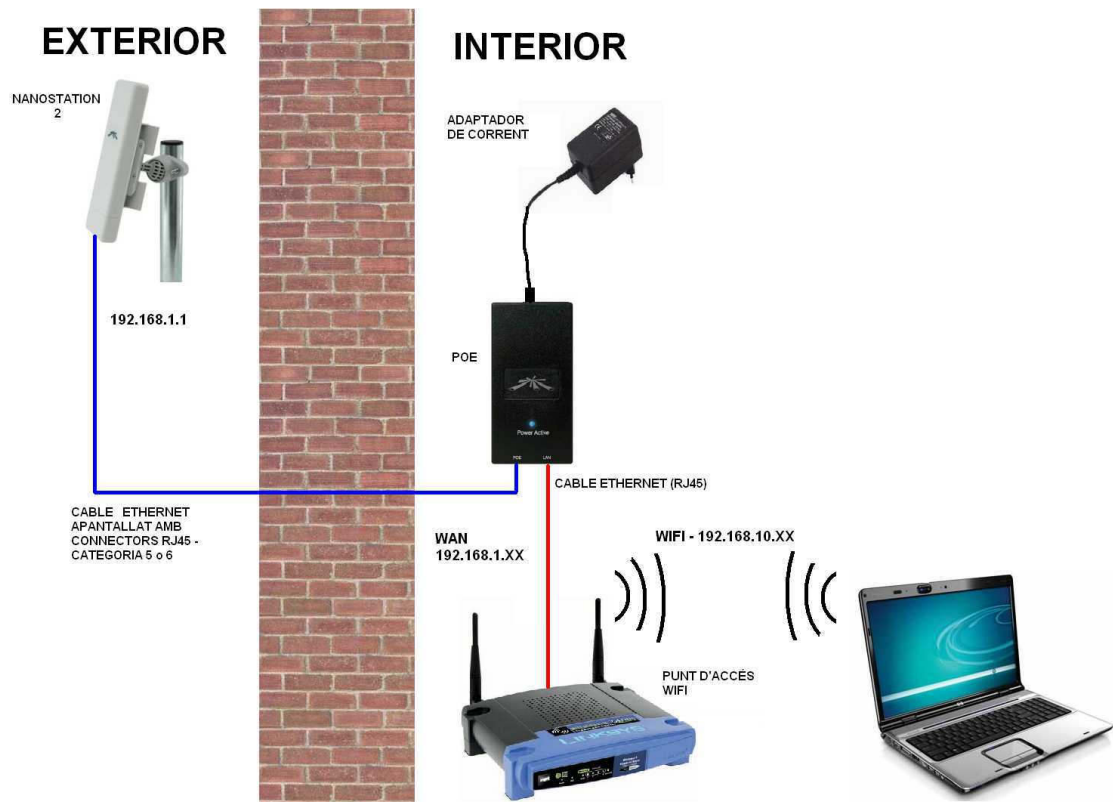 EXTERIOR
INTERIOR
NANOSTATION
2
ADAPTADOR
DE CORRENT
192.168.1.1
POE
Power Active
POE
LAN
CABLE ETHERNET (RJ45)
CABLE ETHERNET
APANTALLAT AMB
CONNECTORS RJ45 -
CATEGORIA 5 o 6
WAN
192.168.1.XX
WIFI - 192.168.10.XX
PUNT D'ACCÉS
WIFI
LINKSYS